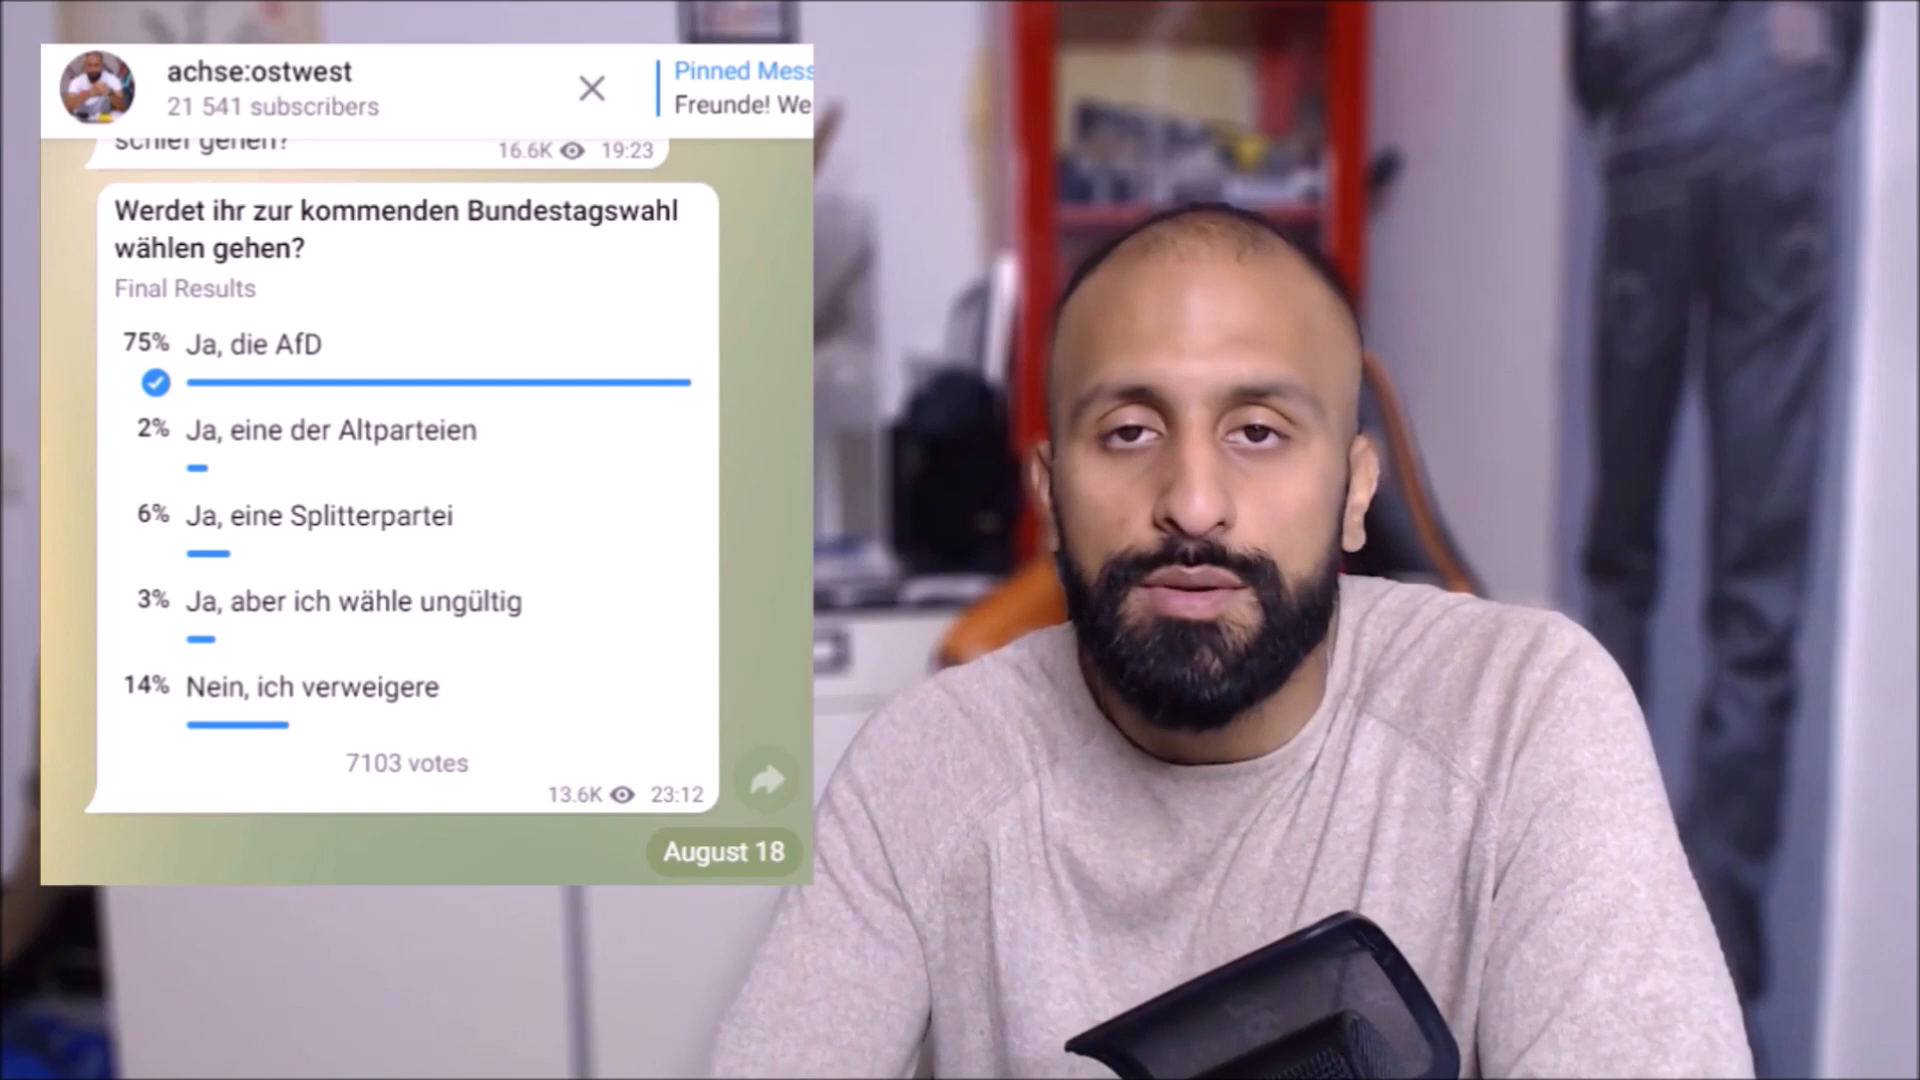 achse:ostwest
21 541 subscribers
Pinned Mess
Freunde! We
schief gehen?
16.6K 19:23
Werdet ihr zur kommenden Bundestagswahl
wählen gehen?
Final Results
75% Ja, die AfD
2% Ja, eine der Altparteien
6% Ja, eine Splitterpartei
3% Ja, aber ich wähle ungültig
14% Nein, ich verweigere
7103 votes
13.6K 23:12
August 18